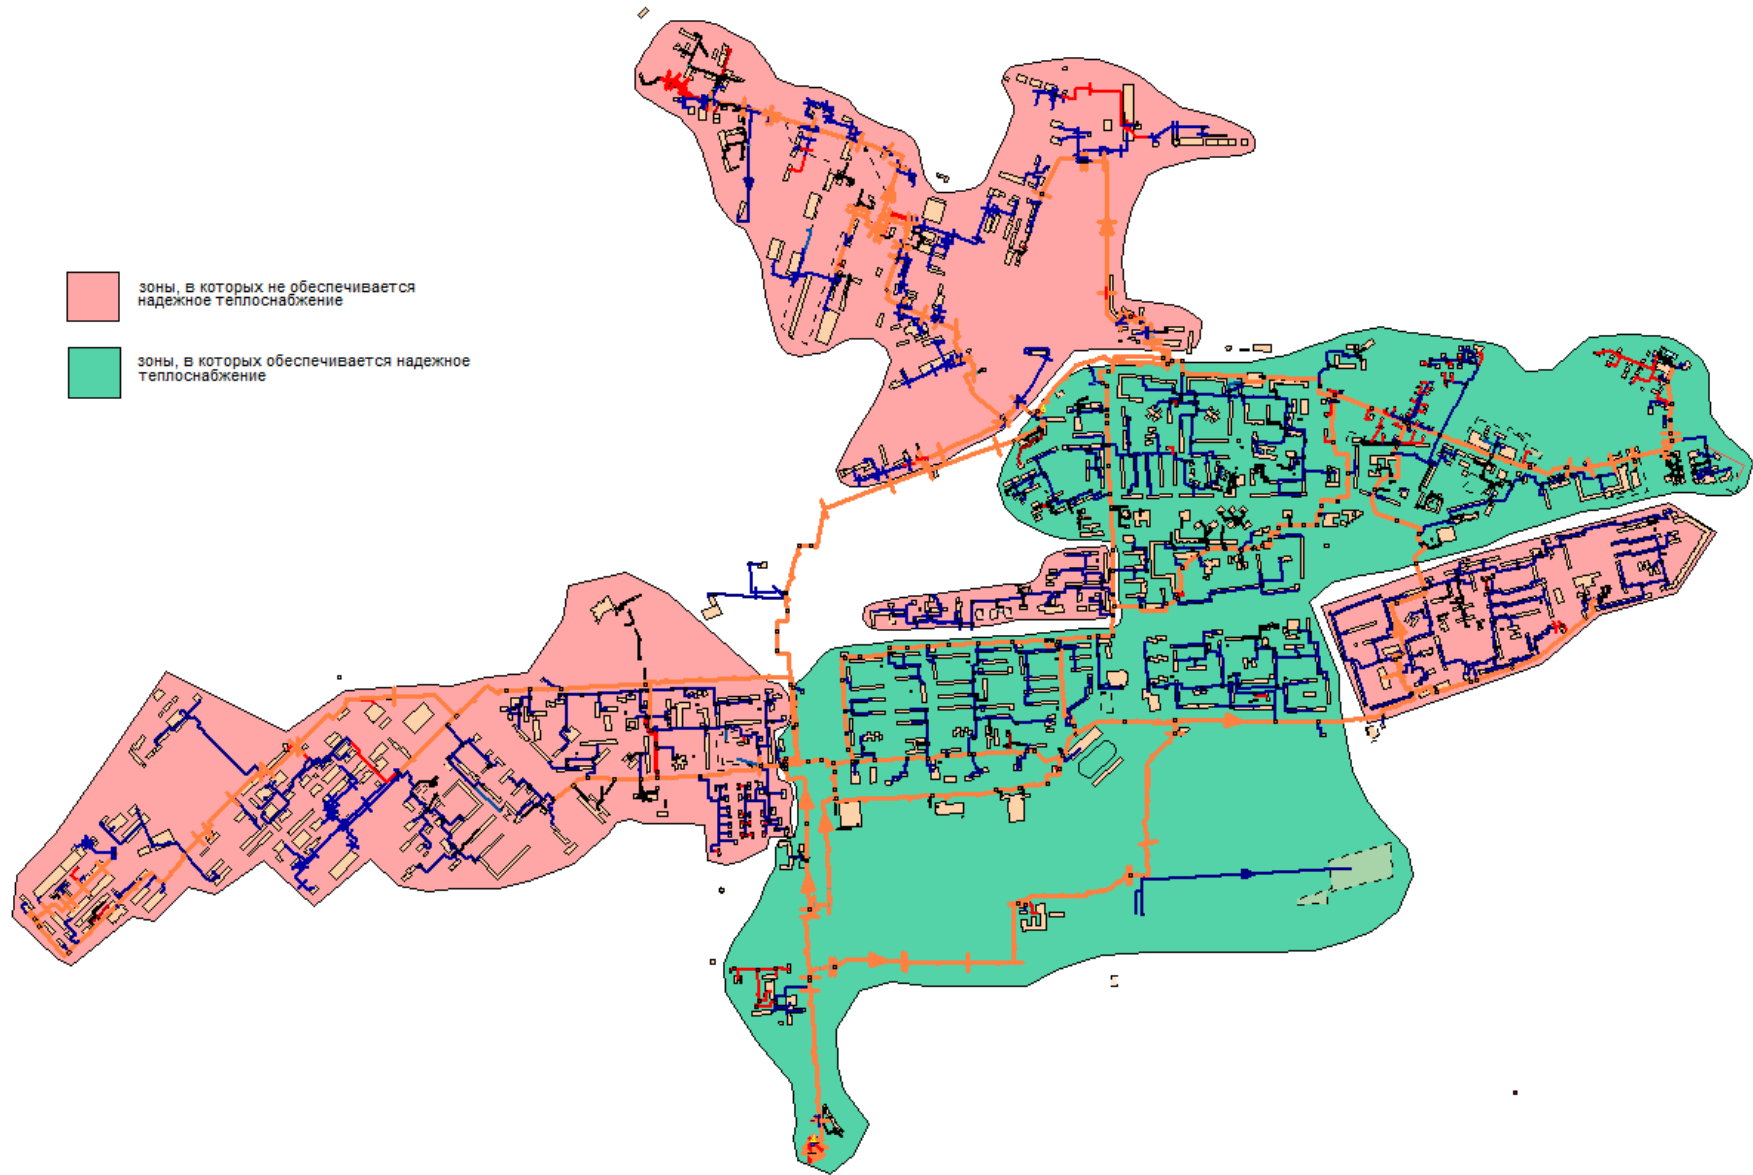 зоны, в которых не обеспечивается
надежное теплоснабжение
зоны, в которых обеспечивается надежное
теплоснабжение